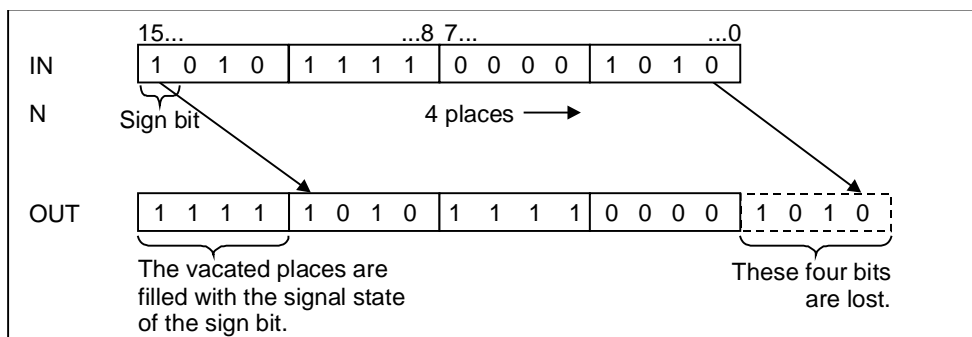 15... ...8 7... ...0
IN 1 0 1 0 1 1 1 1 0 0 0 0 1 0 1 0
N Sign bit 4 places
OUT 1 1 1 1 1 0 1 0 1 1 1 1 0 0 0 0 1 0 1 0
The vacated places are
filled with the signal state
of the sign bit.
These four bits
are lost.